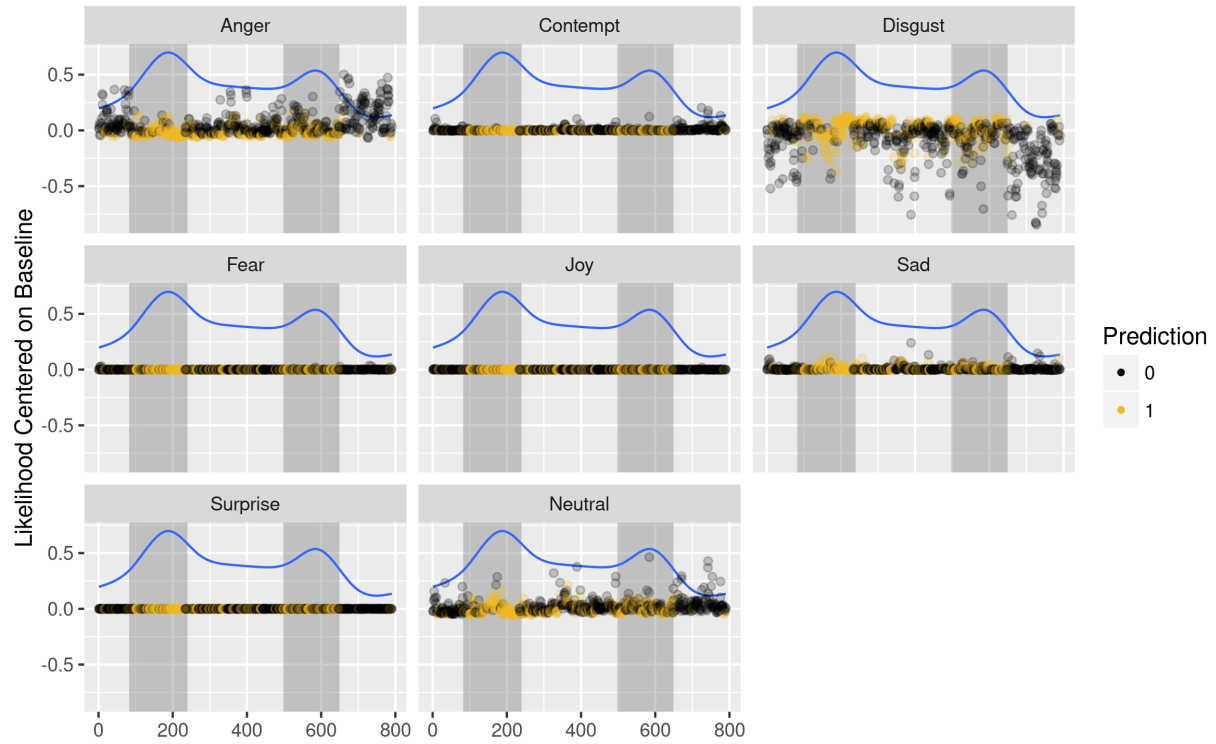 Anger Contempt Disgust
0.5
0.0
-0.5
Fear Joy Sad
0.5
0.0
-0.5
Surprise Neutral
0.5
0.0
-0.5
0 200 400 600 800 0 200 400 600 800
Likelihood Centered on Baseline
Prediction
0
1